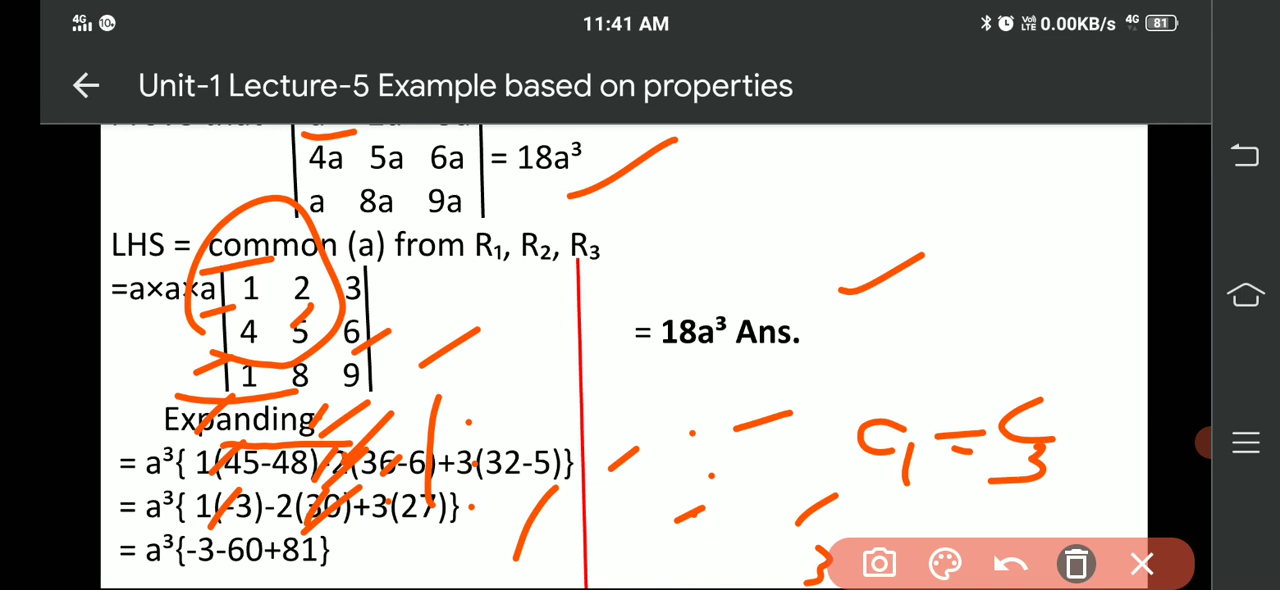 4G 10+ 11:41 AM Vo) LTE 0.00KB/s 4G 81
Unit-1 Lecture-5 Example based on properties
4a 5a 6a = 18a³
a 8a 9a
LHS = common (a) from R₁, R₂, R₃
=a×a×a 1 2 3
4 5 6
1 8 9
= 18a³ Ans.
Expanding
= a³{ 1(45-48)-2(36-6)+3(32-5)}
= a³{ 1(-3)-2(30)+3(27)}
= a³{-3-60+81}